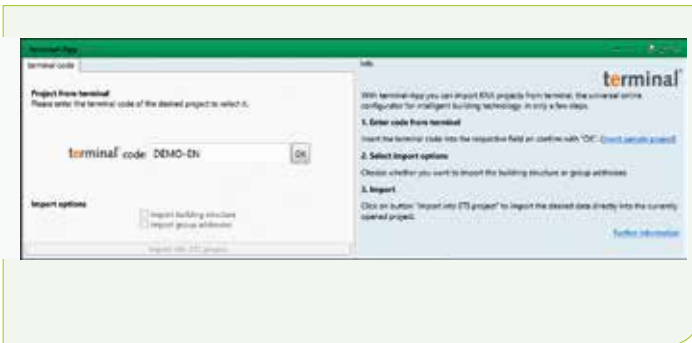 terminal-App
terminal code
Project from terminal
Please enter the terminal code of the desired project to select it.
terminal code DEMO-EN OK
Import options
Import building structure
Import group addresses
Import into ETS project
Info
terminal
With terminal-App you can import KNX projects from terminal, the universal online
configurator for intelligent building technology, in only a few steps.
1. Enter code from terminal
Insert the terminal code into the respective field an confirm with "OK". (Insert sample project)
2. Select import options
Choose whether you want to import the building structure or group addresses
3. Import
Click on button "Import into ETS project" to import the desired data directly into the currently
opened project.
Further information